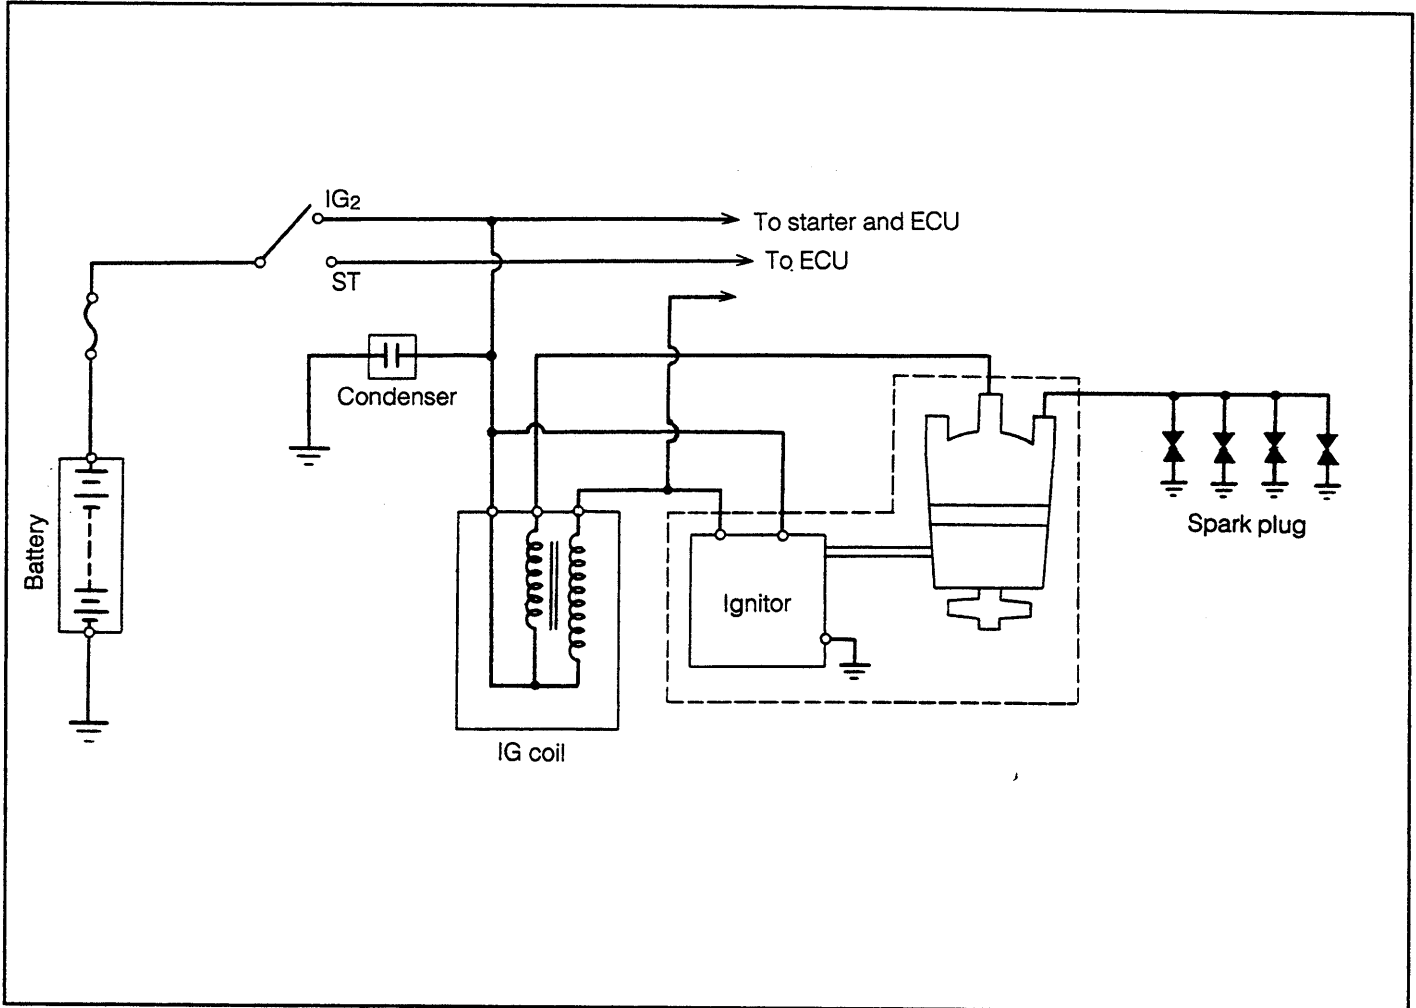 IG2
To starter and ECU
To ECU
ST
Condenser
Battery
Spark plug
Ignitor
IG coil